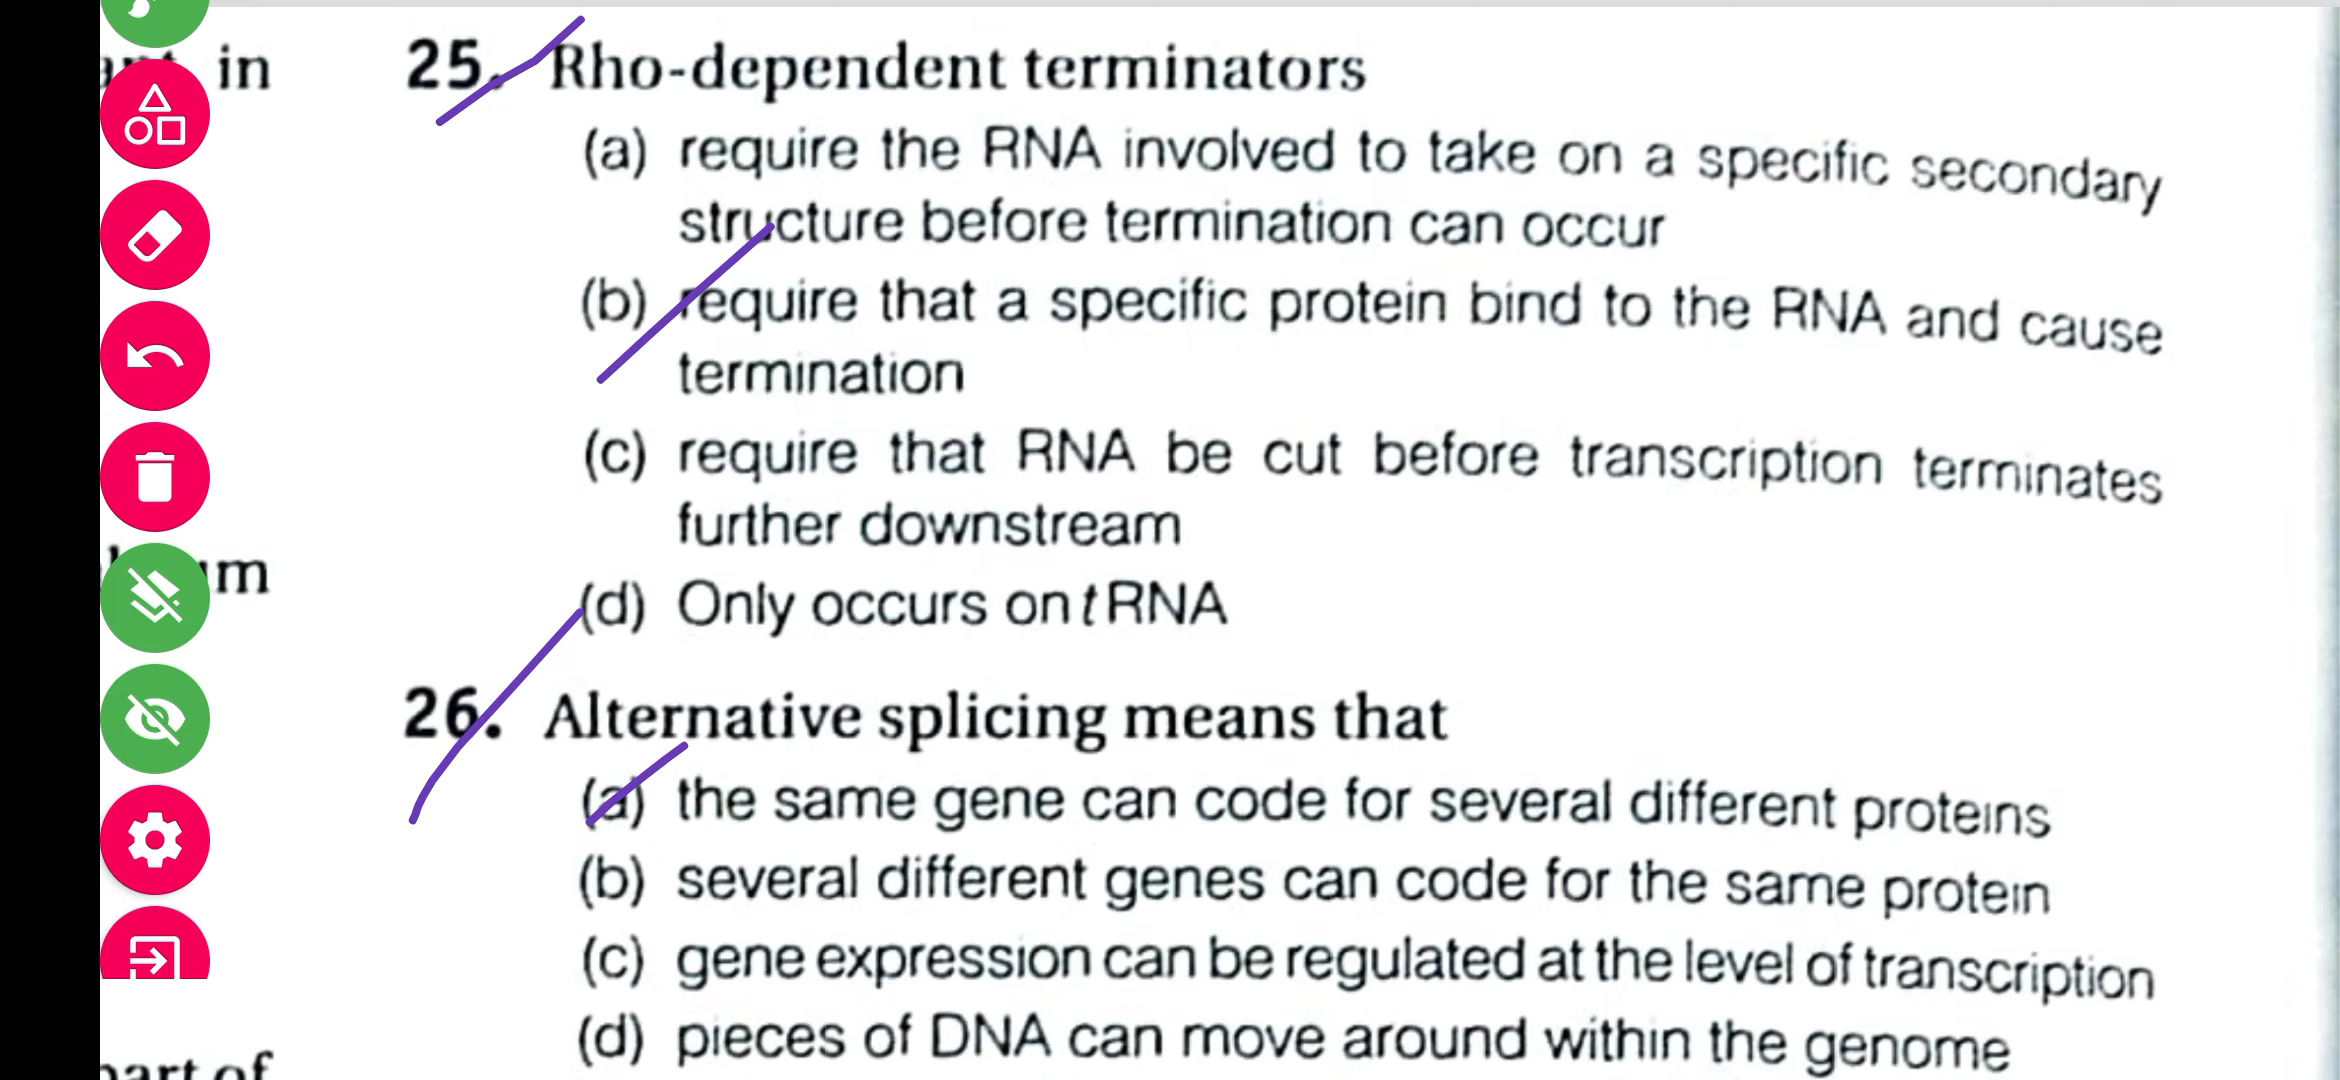 in
25. Rho-dependent terminators
(a) require the RNA involved to take on a specific secondary
structure before termination can occur
(b) require that a specific protein bind to the RNA and cause
termination
(c) require that RNA be cut before transcription terminates
further downstream
(d) Only occurs on tRNA
26. Alternative splicing means that
(a) the same gene can code for several different proteins
(b) several different genes can code for the same protein
(c) gene expression can be regulated at the level of transcription
(d) pieces of DNA can move around within the genome
part of